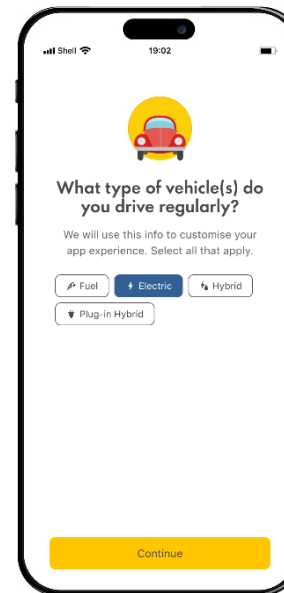 Shell 19:02
What type of vehicle(s) do
you drive regularly?
We will use this info to customise your
app experience. Select all that apply.
Fuel Electric Hybrid
Plug-in Hybrid
Continue